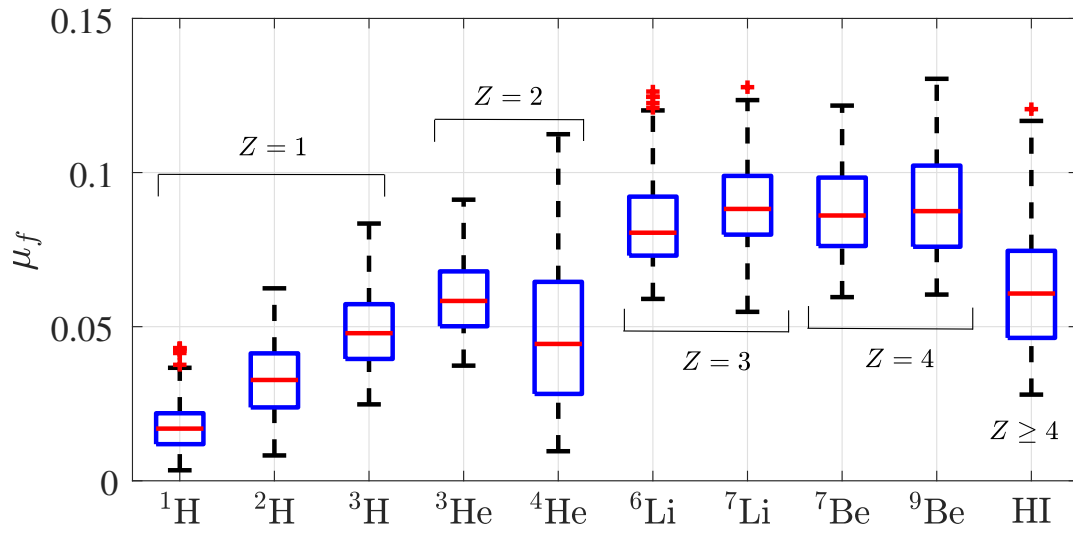 0.15
0.1
0.05
0
μ_f
Z = 1
Z = 2
Z = 3
Z = 4
Z ≥ 4
¹H ²H ³H ³He ⁴He ⁶Li ⁷Li ⁷Be ⁹Be HI